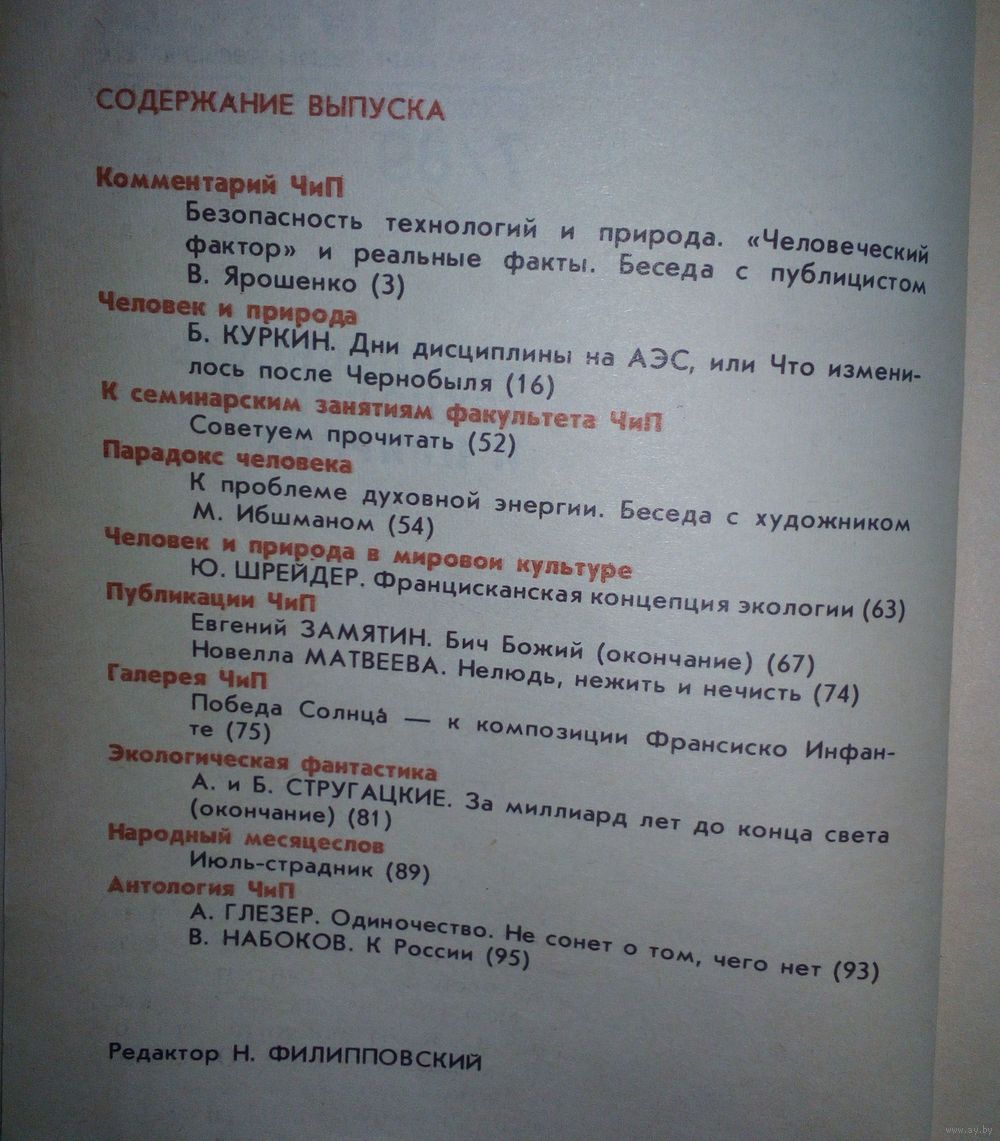 СОДЕРЖАНИЕ ВЫПУСКА
Комментарий ЧиП
Безопасность технологий и природа. «Человеческий
фактор» и реальные факты. Беседа с публицистом
В. Ярошенко (3)
Человек и природа
Б. КУРКИН. Дни дисциплины на АЭС, или Что измени-
лось после Чернобыля (16)
К семинарским занятиям факультета ЧиП
Советуем прочитать (52)
Парадокс человека
К проблеме духовной энергии. Беседа с художником
М. Ибшманом (54)
Человек и природа в мировой культуре
Ю. ШРЕЙДЕР. Францисканская концепция экологии (63)
Публикации ЧиП
Евгений ЗАМЯТИН. Бич Божий (окончание) (67)
Новелла МАТВЕЕВА. Нелюдь, нежить и нечисть (74)
Галерея ЧиП
Победа Солнца — к композиции Франсиско Инфан-
те (75)
Экологическая фантастика
А. и Б. СТРУГАЦКИЕ. За миллиард лет до конца света
(окончание) (81)
Народный месяцеслов
Июль-страдник (89)
Антология ЧиП
А. ГЛЕЗЕР. Одиночество. Не сонет о том, чего нет (93)
В. НАБОКОВ. К России (95)
Редактор Н. ФИЛИППОВСКИЙ
www.ay.by